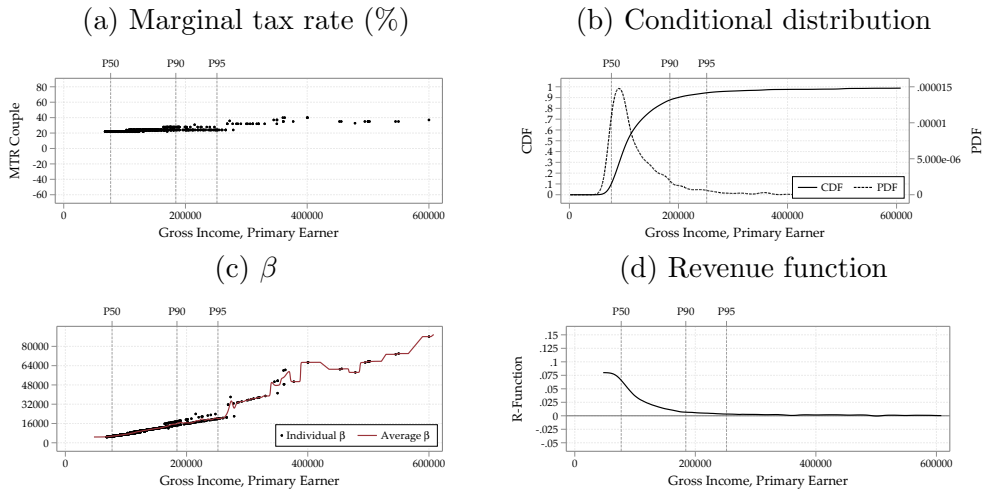 (a) Marginal tax rate (%)
P50 P90 P95
80
60
40
20
0
-20
-40
-60
MTR Couple
0 200000 400000 600000
Gross Income, Primary Earner
(b) Conditional distribution
P50 P90 P95
1
.9
.8
.7
.6
.5
.4
.3
.2
.1
0
CDF
.000015
.00001
5.000e-06
0
PDF
CDF PDF
0 200000 400000 600000
Gross Income, Primary Earner
(c) β
P50 P90 P95
80000
64000
48000
32000
16000
0
Individual β Average β
0 200000 400000 600000
Gross Income, Primary Earner
(d) Revenue function
P50 P90 P95
.15
.125
.1
.075
.05
.025
0
-.025
-.05
R-Function
0 200000 400000 600000
Gross Income, Primary Earner